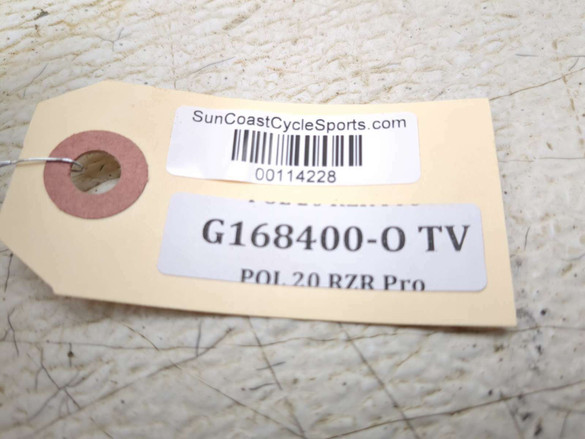 SunCoastCycleSports.com
00114228
G168400-O TV
POL 20 RZR Pro